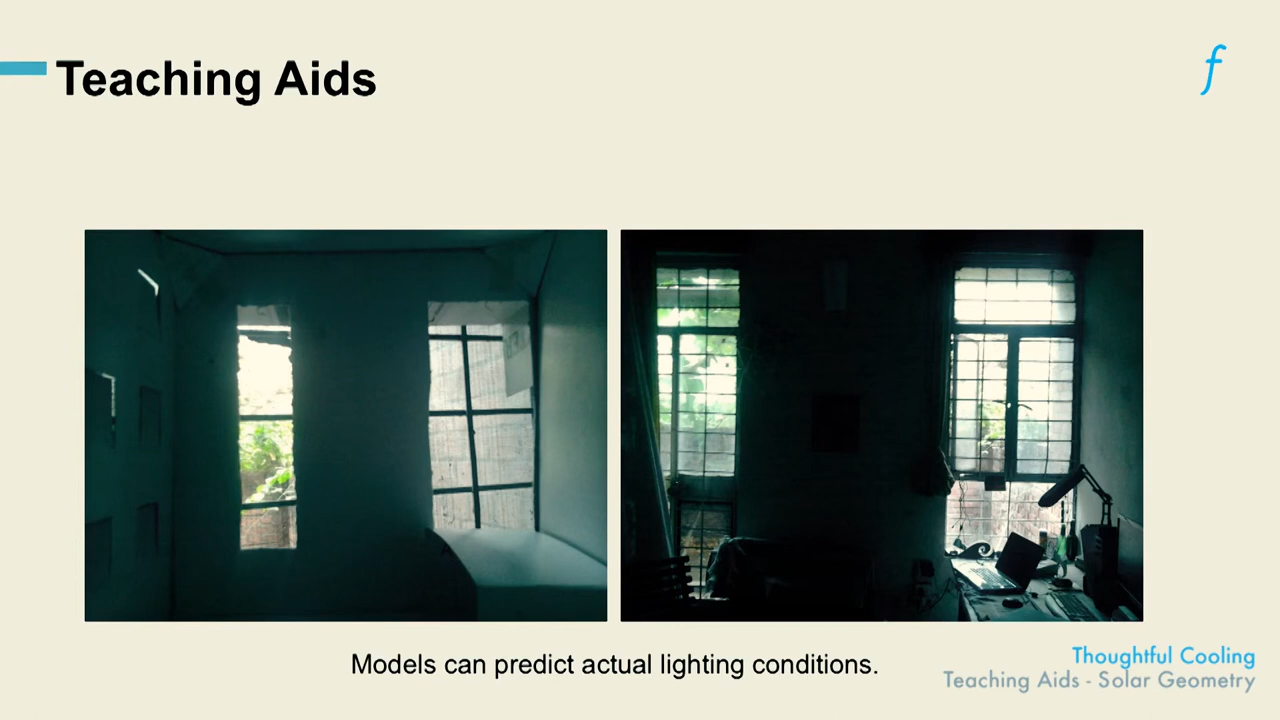 Teaching Aids
f
Models can predict actual lighting conditions.
Thoughtful Cooling
Teaching Aids - Solar Geometry